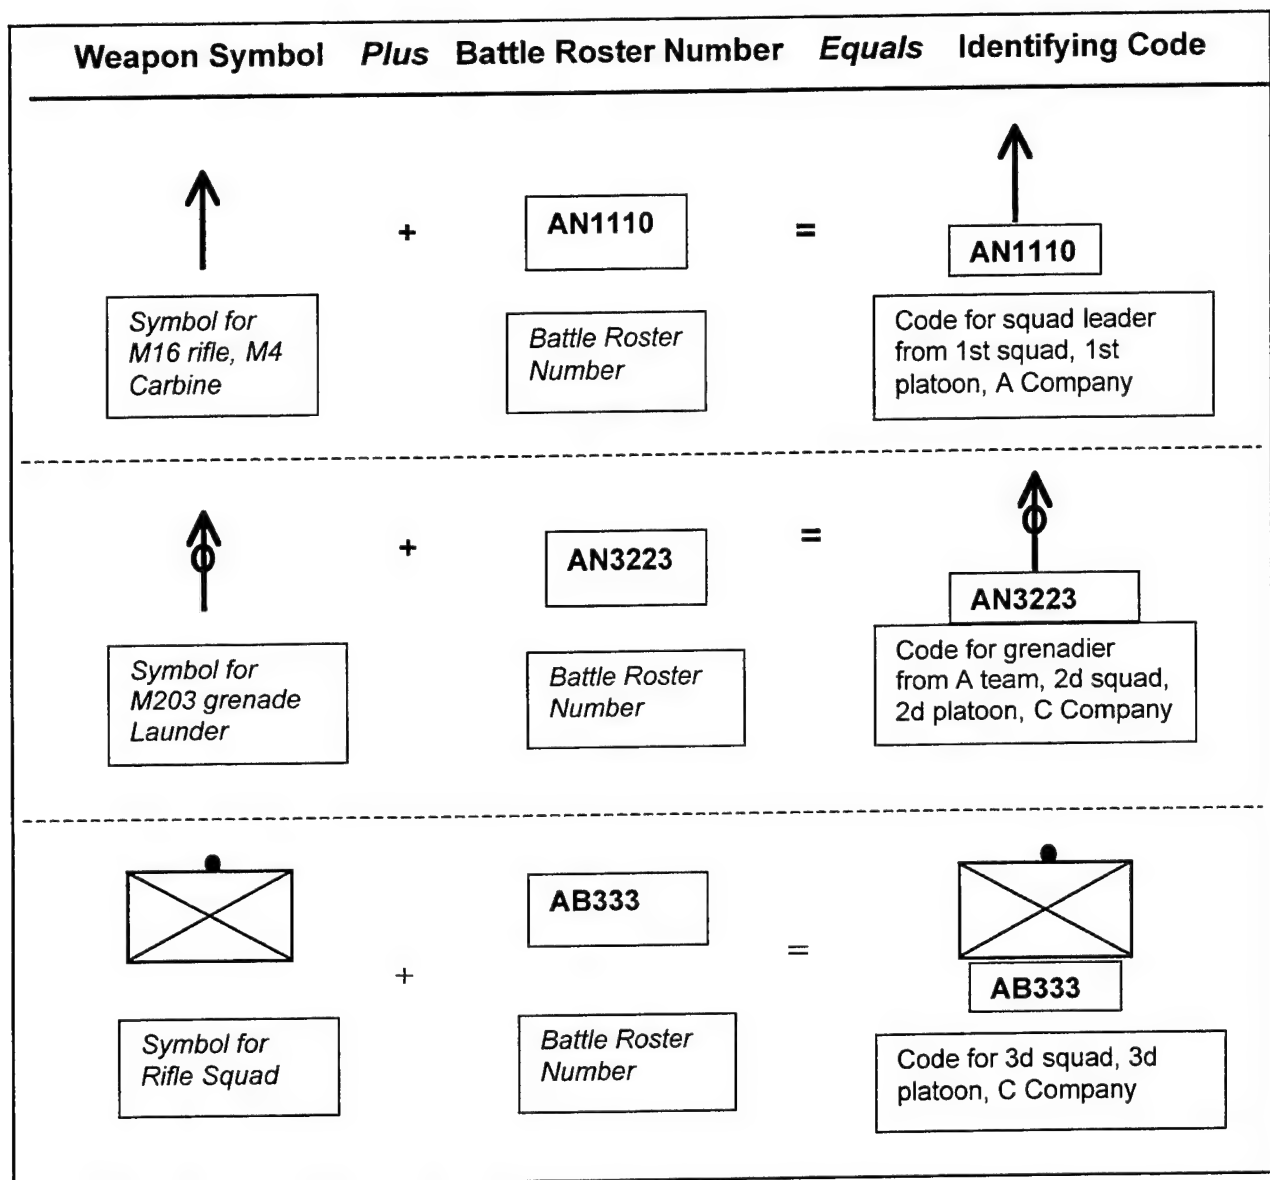 Weapon Symbol Plus Battle Roster Number Equals Identifying Code
+
AN1110
=
AN1110
Symbol for
M16 rifle, M4
Carbine
Battle Roster
Number
Code for squad leader
from 1st squad, 1st
platoon, A Company
+
AN3223
=
AN3223
Symbol for
M203 grenade
Launder
Battle Roster
Number
Code for grenadier
from A team, 2d squad,
2d platoon, C Company
+
AB333
=
AB333
Symbol for
Rifle Squad
Battle Roster
Number
Code for 3d squad, 3d
platoon, C Company